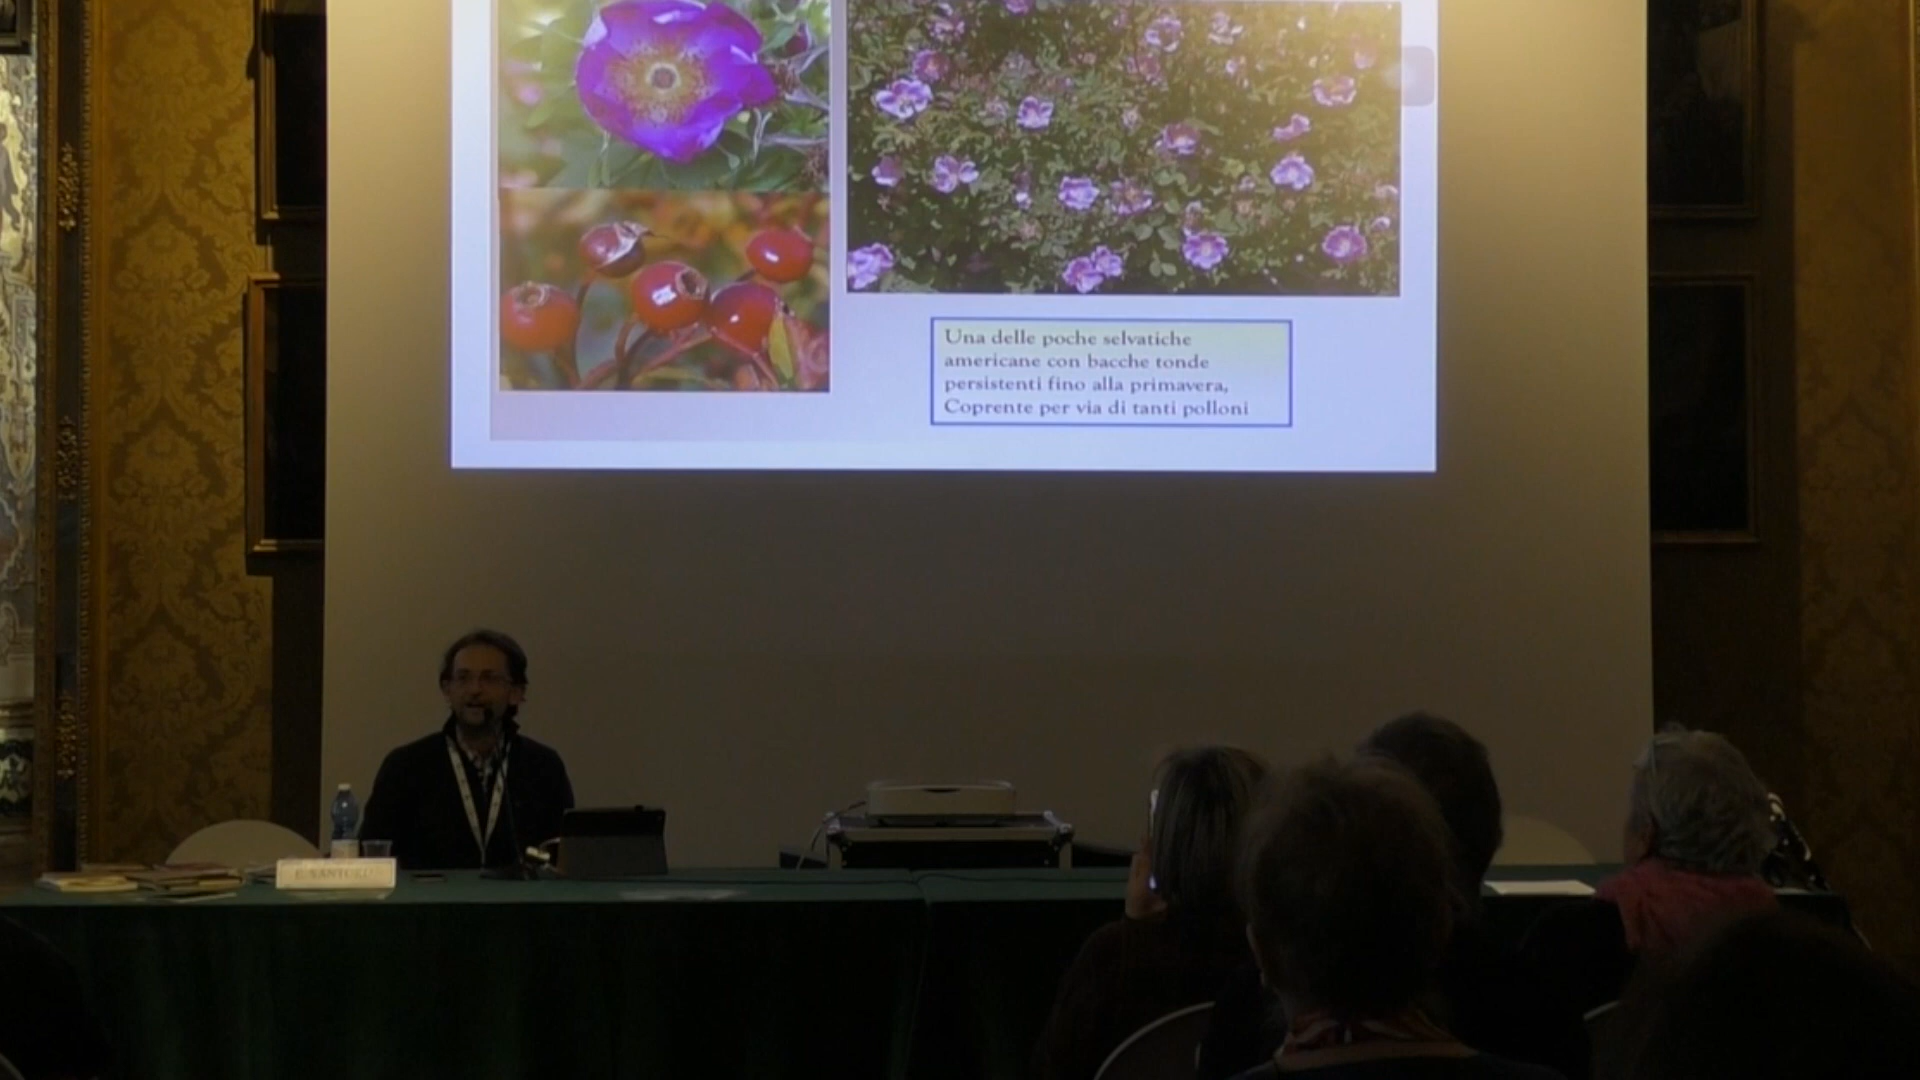 Una delle poche selvatiche
americane con bacche tonde
persistenti fino alla primavera,
Coprente per via di tanti polloni